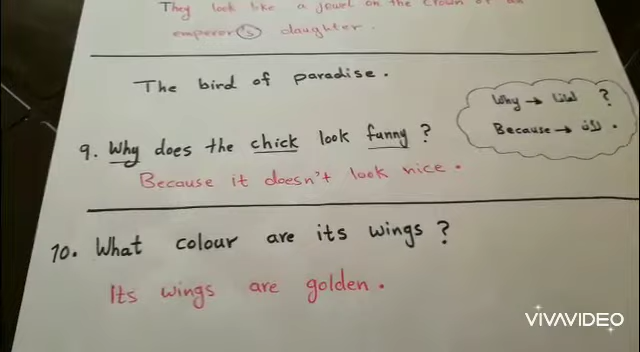 They look like a jewel on the crown of an
emperor's daughter.
The bird of paradise.
Why → لماذا ?
Because → لأن .
9. Why does the chick look funny ?
Because it doesn't look nice .
10. What colour are its wings ?
Its wings are golden .
VIVAVIDEO